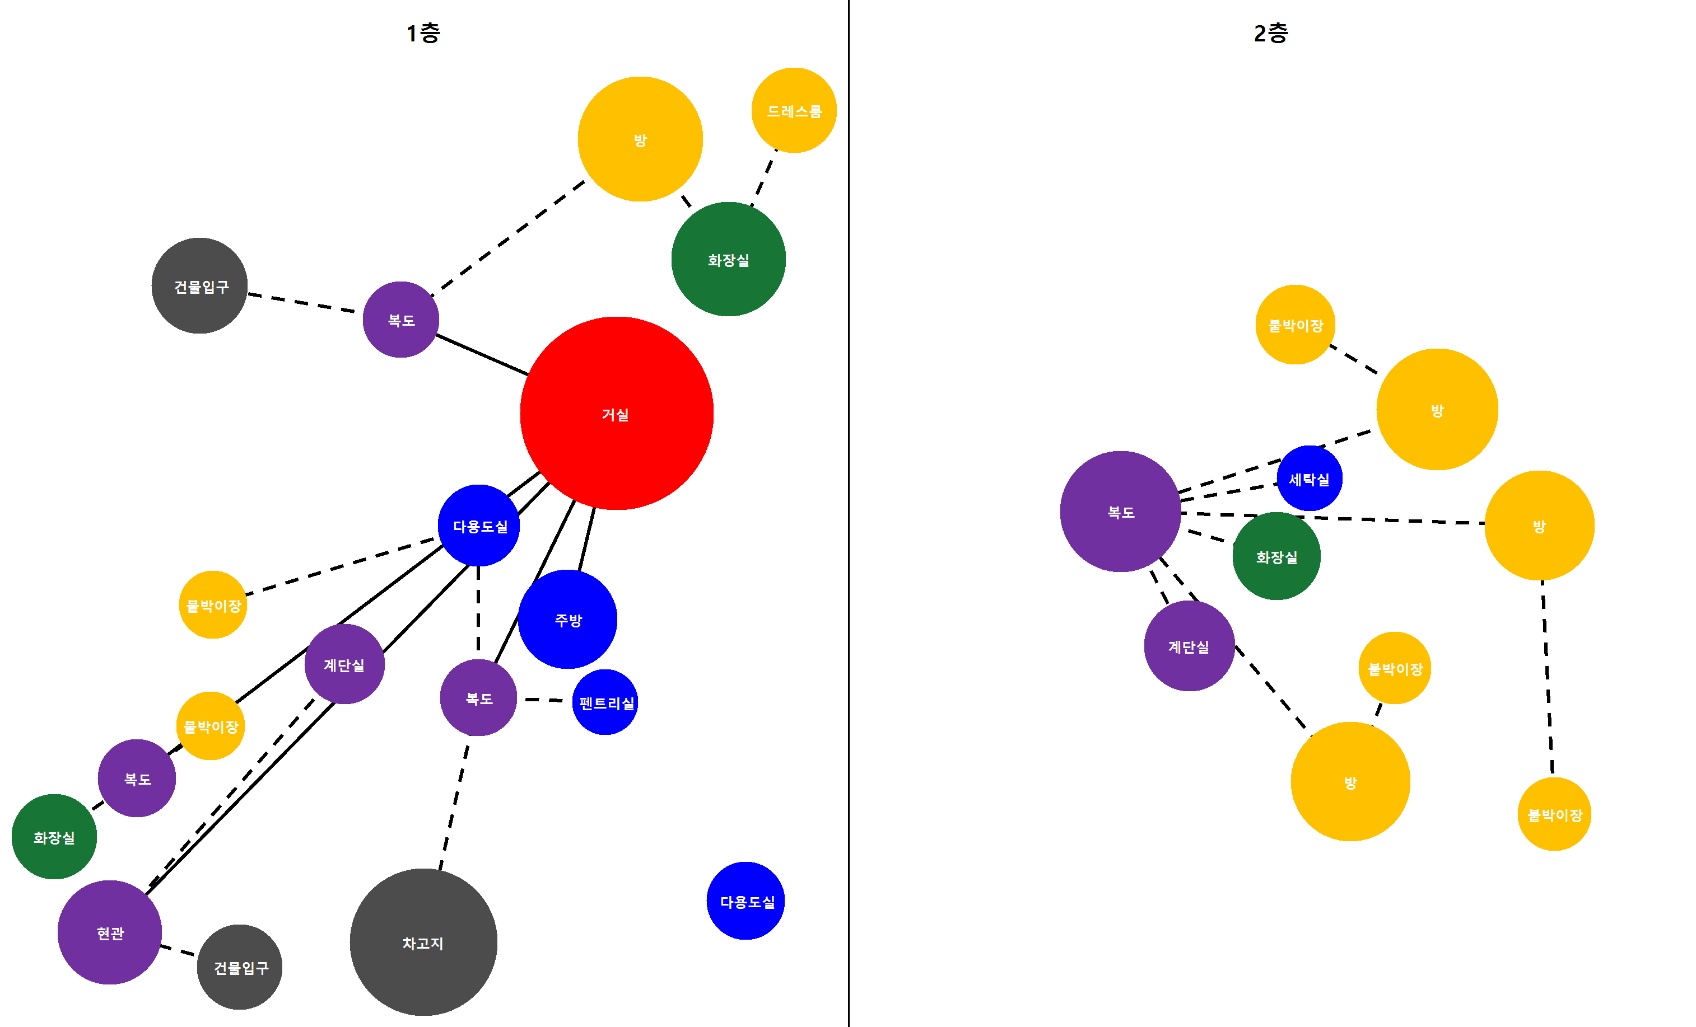 1층
드레스룸
방
화장실
건물입구
복도
거실
다용도실
붙박이장
주방
계단실
복도
펜트리실
붙박이장
복도
화장실
다용도실
현관
차고지
건물입구
2층
붙박이장
방
세탁실
복도
방
화장실
계단실
붙박이장
방
붙박이장